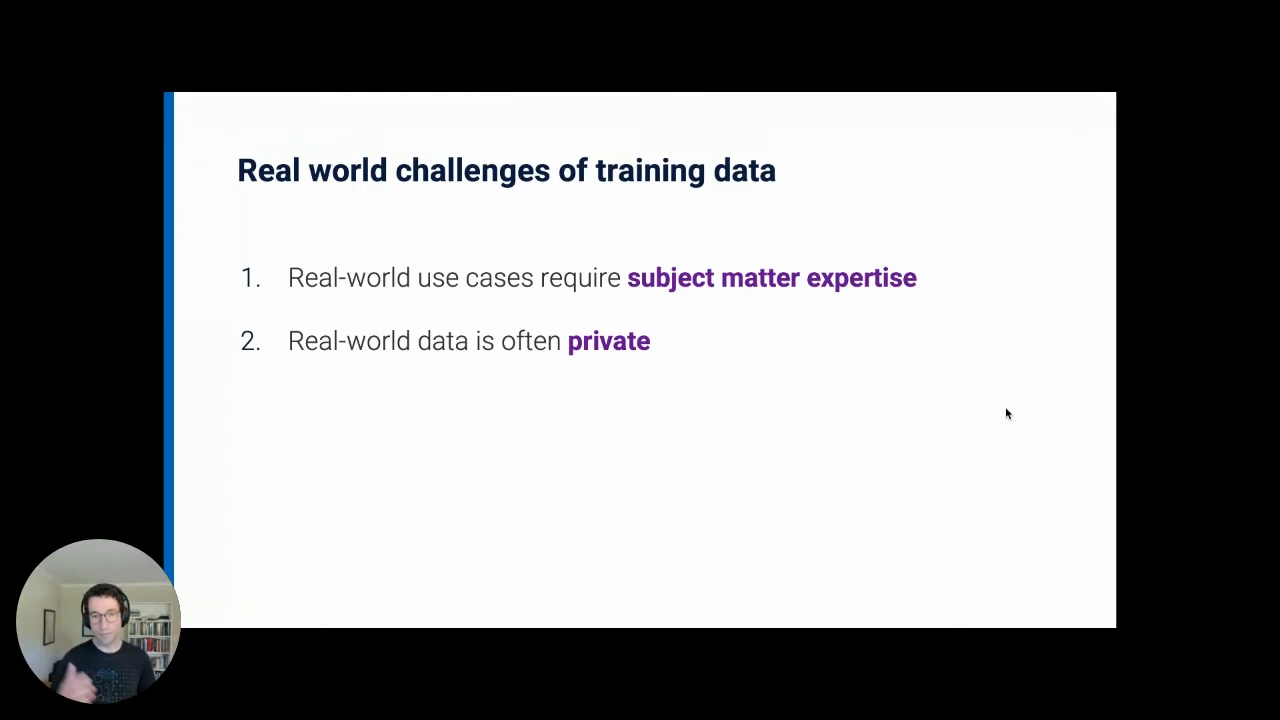 Real world challenges of training data
1. Real-world use cases require subject matter expertise
2. Real-world data is often private